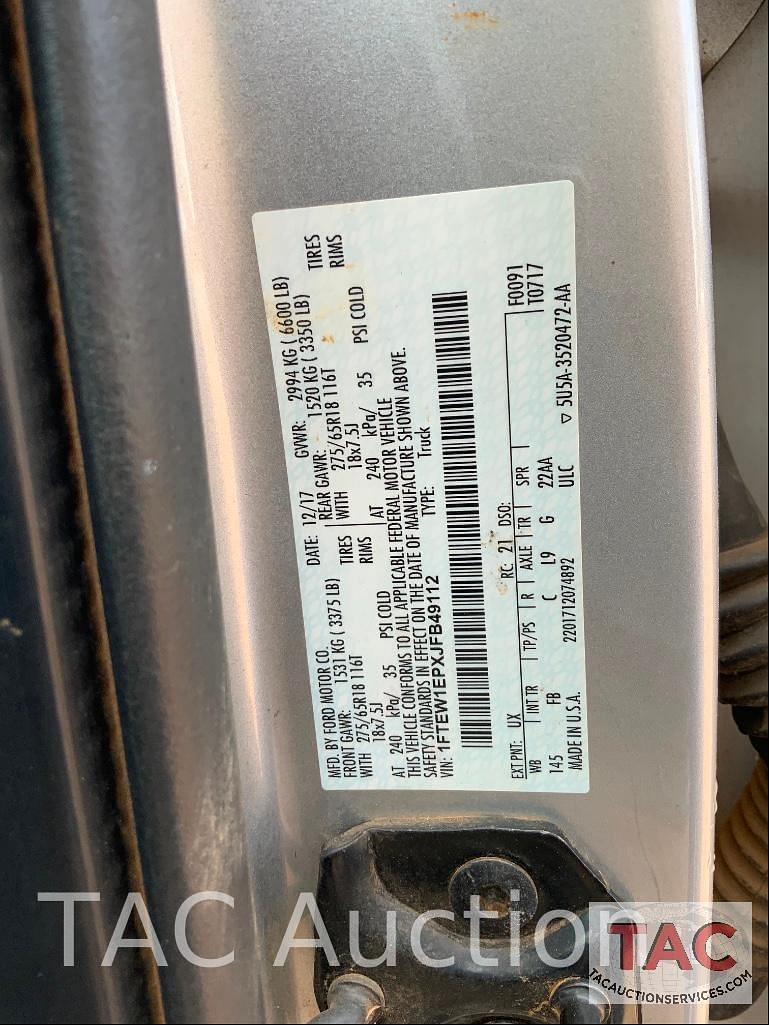 MFD. BY FORD MOTOR CO.
DATE: 12/17 GVWR: 2994 KG ( 6600 LB)
FRONT GAWR: 1531 KG ( 3375 LB) REAR GAWR: 1520 KG ( 3350 LB)
WITH 275/65R18 116T TIRES WITH 275/65R18 116T TIRES
18x7.5J RIMS 18x7.5J RIMS
AT 240 kPa/ 35 PSI COLD AT 240 kPa/ 35 PSI COLD
THIS VEHICLE CONFORMS TO ALL APPLICABLE FEDERAL MOTOR VEHICLE
SAFETY STANDARDS IN EFFECT ON THE DATE OF MANUFACTURE SHOWN ABOVE.
VIN: 1FTEW1EPXJFB49112 TYPE: Truck
EXT PNT: UX RC: 21 DSO: F0091
WB INT TR TP/PS R AXLE TR SPR T0717
145 FB C L9 G 22AA
MADE IN U.S.A. 2201712074892 ULC ▽ 5U5A-3520472-AA
TAC Auction
TAC
TACAUCTIONSERVICES.COM